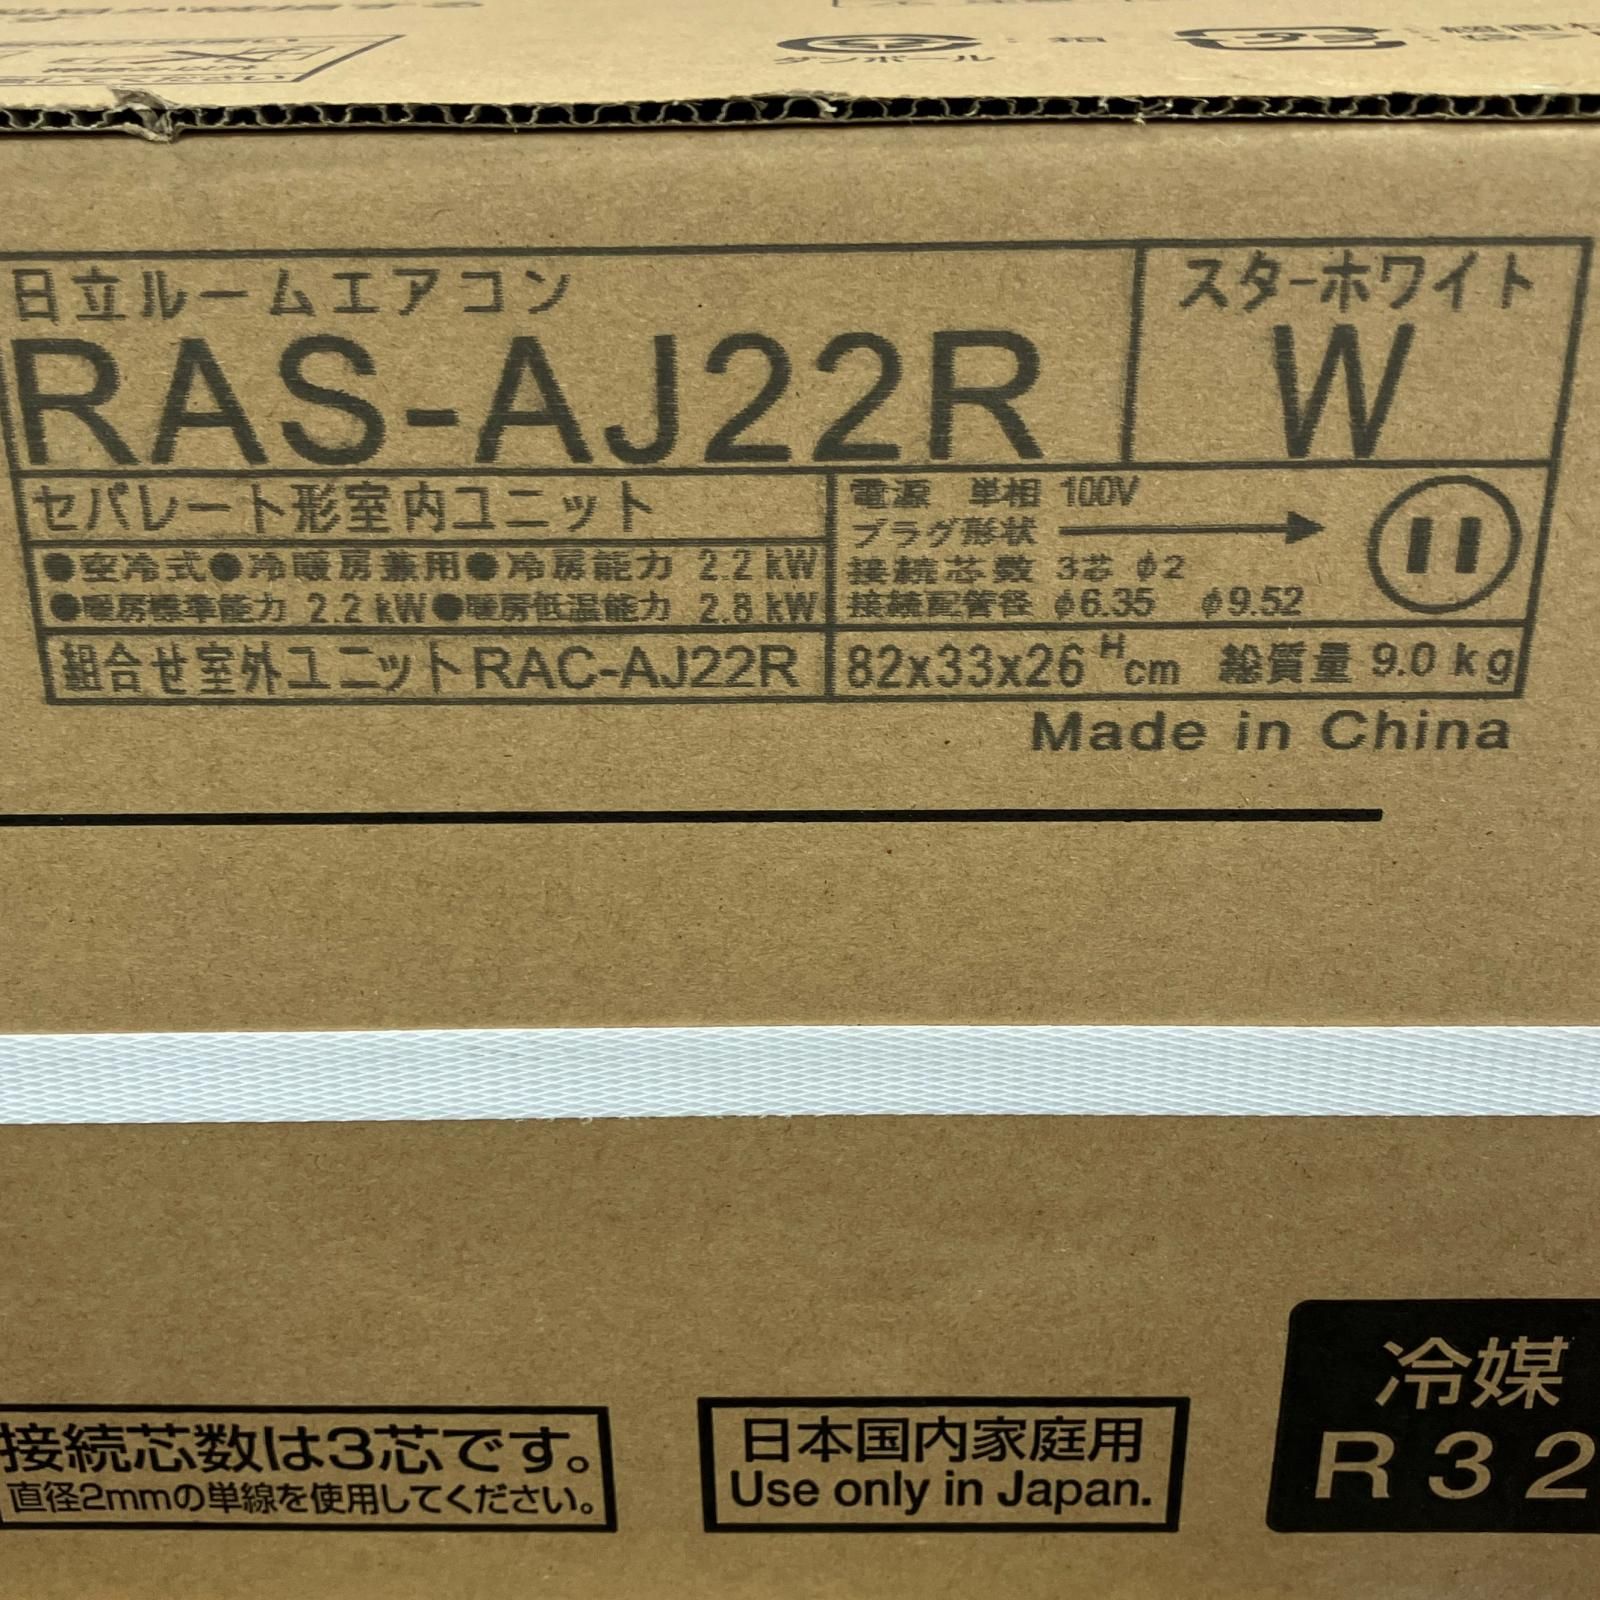 ダンボール
日立ルームエアコン
RAS-AJ22R
スターホワイト
W
セパレート形室内ユニット
●空冷式●冷暖房兼用●冷房能力 2.2 kW
●暖房標準能力 2.2 kW●暖房低温能力 2.8 kW
組合せ室外ユニットRAC-AJ22R
電源 単相 100V
プラグ形状
接続芯数 3芯 φ2
接続配管径 φ6.35 φ9.52
82x33x26ᴴcm 総質量 9.0 kg
Made in China
接続芯数は3芯です。
直径2mmの単線を使用してください。
日本国内家庭用
Use only in Japan.
冷媒
R32